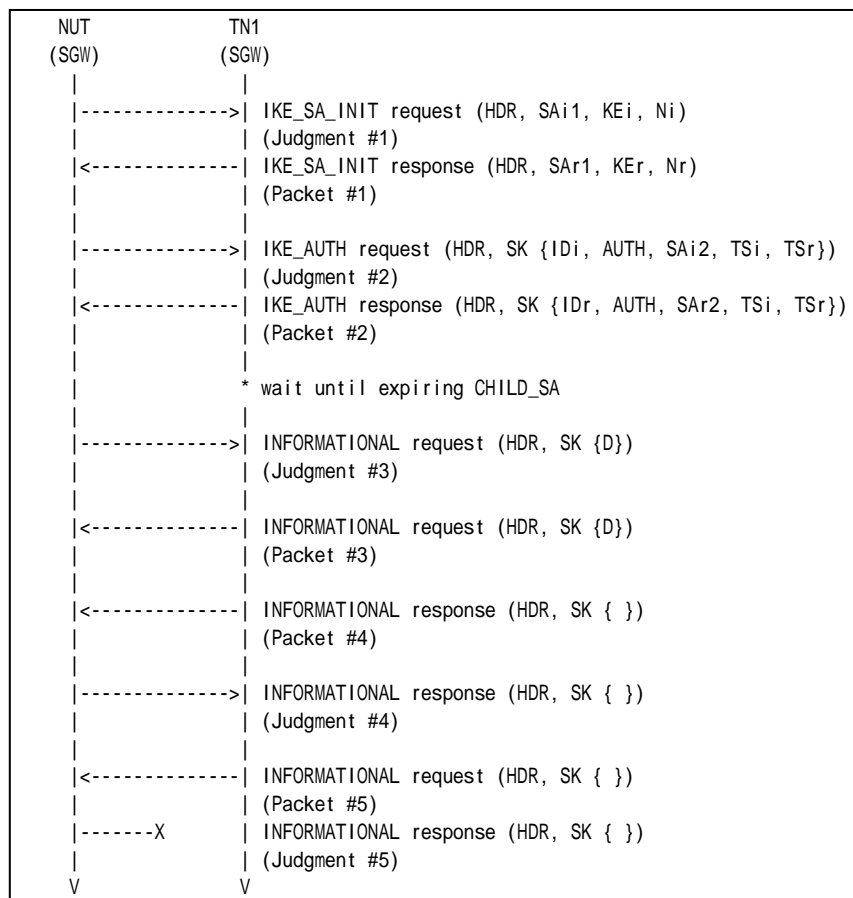 NUT TN1
(SGW) (SGW)
| |
|-------------->| IKE_SA_INIT request (HDR, SAi1, KEi, Ni)
| | (Judgment #1)
|<--------------| IKE_SA_INIT response (HDR, SAr1, KEr, Nr)
| | (Packet #1)
| |
|-------------->| IKE_AUTH request (HDR, SK {IDi, AUTH, SAi2, TSi, TSr})
| | (Judgment #2)
|<--------------| IKE_AUTH response (HDR, SK {IDr, AUTH, SAr2, TSi, TSr})
| | (Packet #2)
| |
| * wait until expiring CHILD_SA
| |
|-------------->| INFORMATIONAL request (HDR, SK {D})
| | (Judgment #3)
| |
|<--------------| INFORMATIONAL request (HDR, SK {D})
| | (Packet #3)
| |
|<--------------| INFORMATIONAL response (HDR, SK { })
| | (Packet #4)
| |
|-------------->| INFORMATIONAL response (HDR, SK { })
| | (Judgment #4)
| |
|<--------------| INFORMATIONAL request (HDR, SK { })
| | (Packet #5)
|-------X | INFORMATIONAL response (HDR, SK { })
| | (Judgment #5)
V V